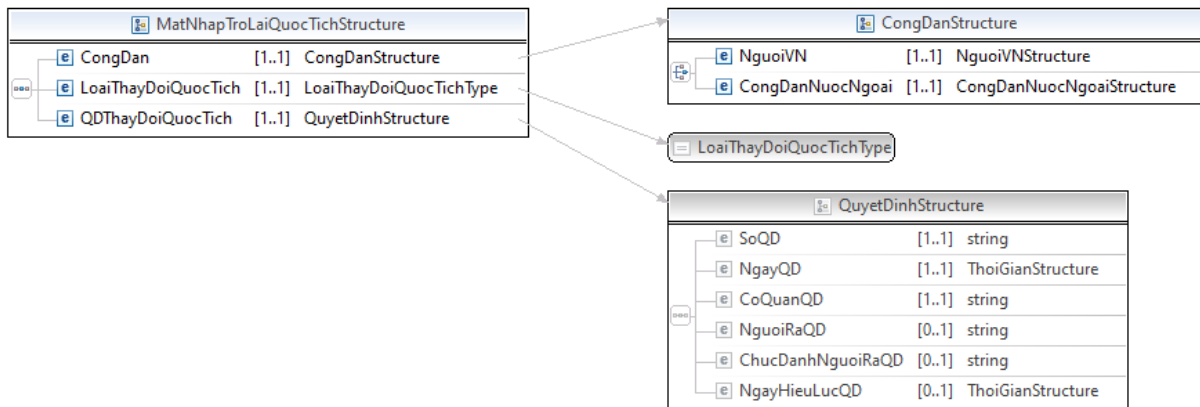 MatNhapTroLaiQuocTichStructure
e CongDan [1..1] CongDanStructure
e LoaiThayDoiQuocTich [1..1] LoaiThayDoiQuocTichType
e QDThayDoiQuocTich [1..1] QuyetDinhStructure
CongDanStructure
e NguoiVN [1..1] NguoiVNStructure
e CongDanNuocNgoai [1..1] CongDanNuocNgoaiStructure
LoaiThayDoiQuocTichType
QuyetDinhStructure
e SoQD [1..1] string
e NgayQD [1..1] ThoiGianStructure
e CoQuanQD [1..1] string
e NguoiRaQD [0..1] string
e ChucDanhNguoiRaQD [0..1] string
e NgayHieuLucQD [0..1] ThoiGianStructure